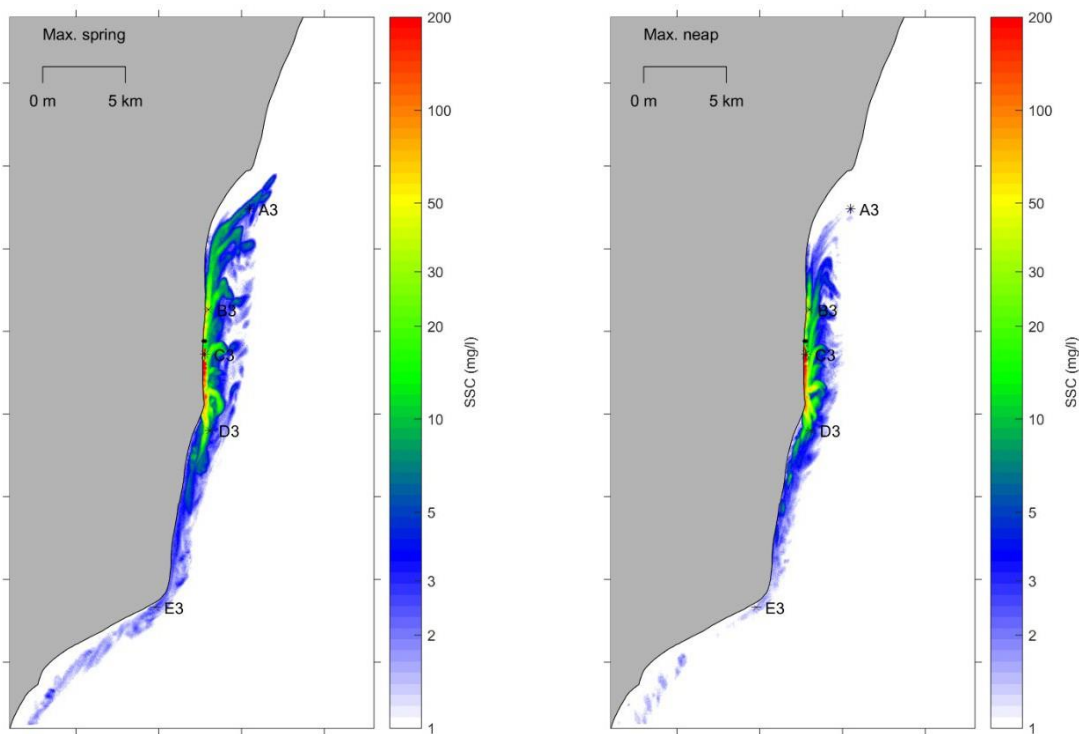 Max. spring
0 m 5 km
A3
B3
C3
D3
E3
200
100
50
30
20
10
5
3
2
1
SSC (mg/l)
Max. neap
0 m 5 km
A3
B3
C3
D3
E3
200
100
50
30
20
10
5
3
2
1
SSC (mg/l)